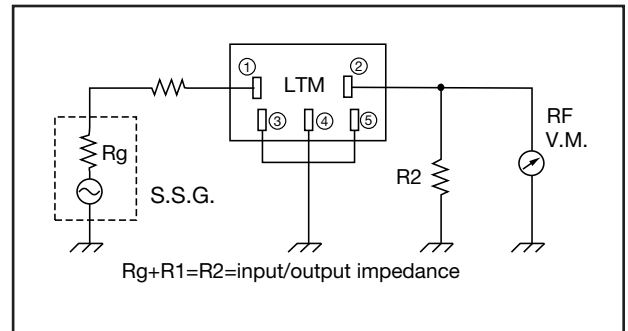 ① LTM ②
③ ④ ⑤
Rg
S.S.G.
R2
RF
V.M.
Rg+R1=R2=input/output impedance